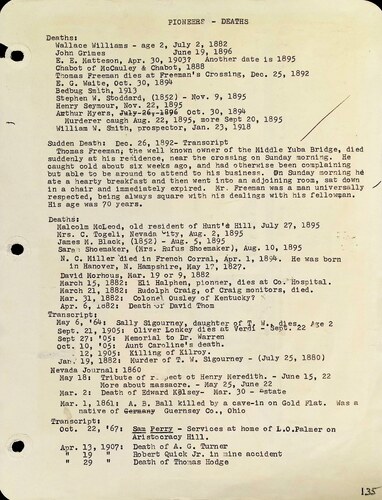 PIONEERS - DEATHS
Deaths:
Wallace Williams - age 2, July 2, 1882
John Grimes June 19, 1896
E. E. Matteson, Apr. 30, 1903? Another date is 1895
Chabot of McCauley & Chabot, 1888
Thomas Freeman dies at Freeman's Crossing, Dec. 25, 1892
E. G. Waite, Oct. 30, 1894
Bedbug Smith, 1913
Stephen W. Stoddard, (1852) - Nov. 9, 1895
Henry Seymour, Nov. 22, 1895
Arthur Myers, July 26, 1896 Oct. 30, 1894
Murderer caugh Aug. 22, 1895, more Sept 20, 1895
William W. Smith, prospector, Jan. 23, 1918
Sudden Death: Dec. 26, 1892- Transcript
Thomas Freeman, the well known owner of the Middle Yuba Bridge, died
suddenly at his residence, near the crossing on Sunday morning. He
caught cold about six weeks ago, and had otherwise been complaining
but able to be around to attend to his business. On Sunday morning he
ate a hearty breakfast and then went into an adjoining room, sat down
in a chair and immediately expired. Mr. Freeman was a man universally
respected, being always square with his dealings with his fellowman.
His age was 70 years.
Deaths:
Malcolm McLeod, old resident of Hunt's Hill, July 27, 1895
Mrs. C. Togeli, Nevada City, Aug. 2, 1895
James M. Black, (1852) - Aug. 5, 1895
Sarah Shoemaker, (Mrs. Rufus Shoemaker), Aug. 10, 1895
N. C. Miller died in French Corral, Apr. 1, 1894. He was born
in Hanover, N. Hampshire, May 17, 1827.
David Morhous, Mar 19 or 9, 1882
March 15, 1882: Eli Halphen, pionner, dies at Co. Hospital.
March 21, 1882: Rudolph Craig, of Craig monitors, died.
Mar. 31, 1882: Colonel Ousley of Kentucky?
Apr. 6, 1882: Death of David Thom
Transcript:
May 6, '64: Sally Sigourney, daughter of T. W. dies. Age 2
Sept. 21, 1905: Oliver Lonkey dies at Verdi - Sept. 22
Sept 27: '05: Memorial to Dr. Warren
Oct. 10, '05: Aunt Caroline's death.
" 12, 1905: Killing of Kilroy.
Jan. 19, 1882: Murder of T. W. Sigourney - (July 25, 1880)
Nevada Journal: 1860
May 18: Tribute of respect ot Henry Meredith. - June 15, 22
More about massacre. - May 25, June 22
Mar. 2: Death of Edward Kelsey- Mar. 30 - Estate
Mar. 1, 1861: A. B. Ball killed by a cave-in on Gold Flat. Was a
native of Germany Guernsey Co., Ohio
Transcript:
Oct. 22, '67: Sam Perry - Services at home of L.O.Palmer on
Aristocracy Hill.
Apr. 13, 1907: Death of A. G. Turner
" 19 " Robert Quick Jr. in mine accident
" 29 " Death of Thomas Hodge
135